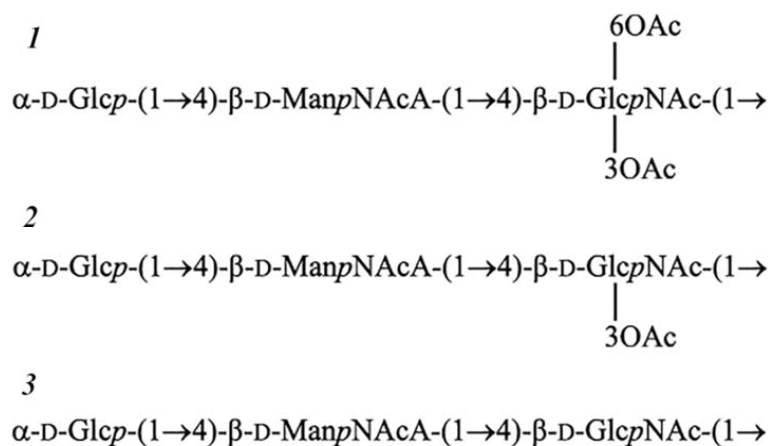 1
6OAc
α-D-Glcp-(1→4)-β-D-ManpNAcA-(1→4)-β-D-GlcpNAc-(1→
3OAc
2
α-D-Glcp-(1→4)-β-D-ManpNAcA-(1→4)-β-D-GlcpNAc-(1→
3OAc
3
α-D-Glcp-(1→4)-β-D-ManpNAcA-(1→4)-β-D-GlcpNAc-(1→